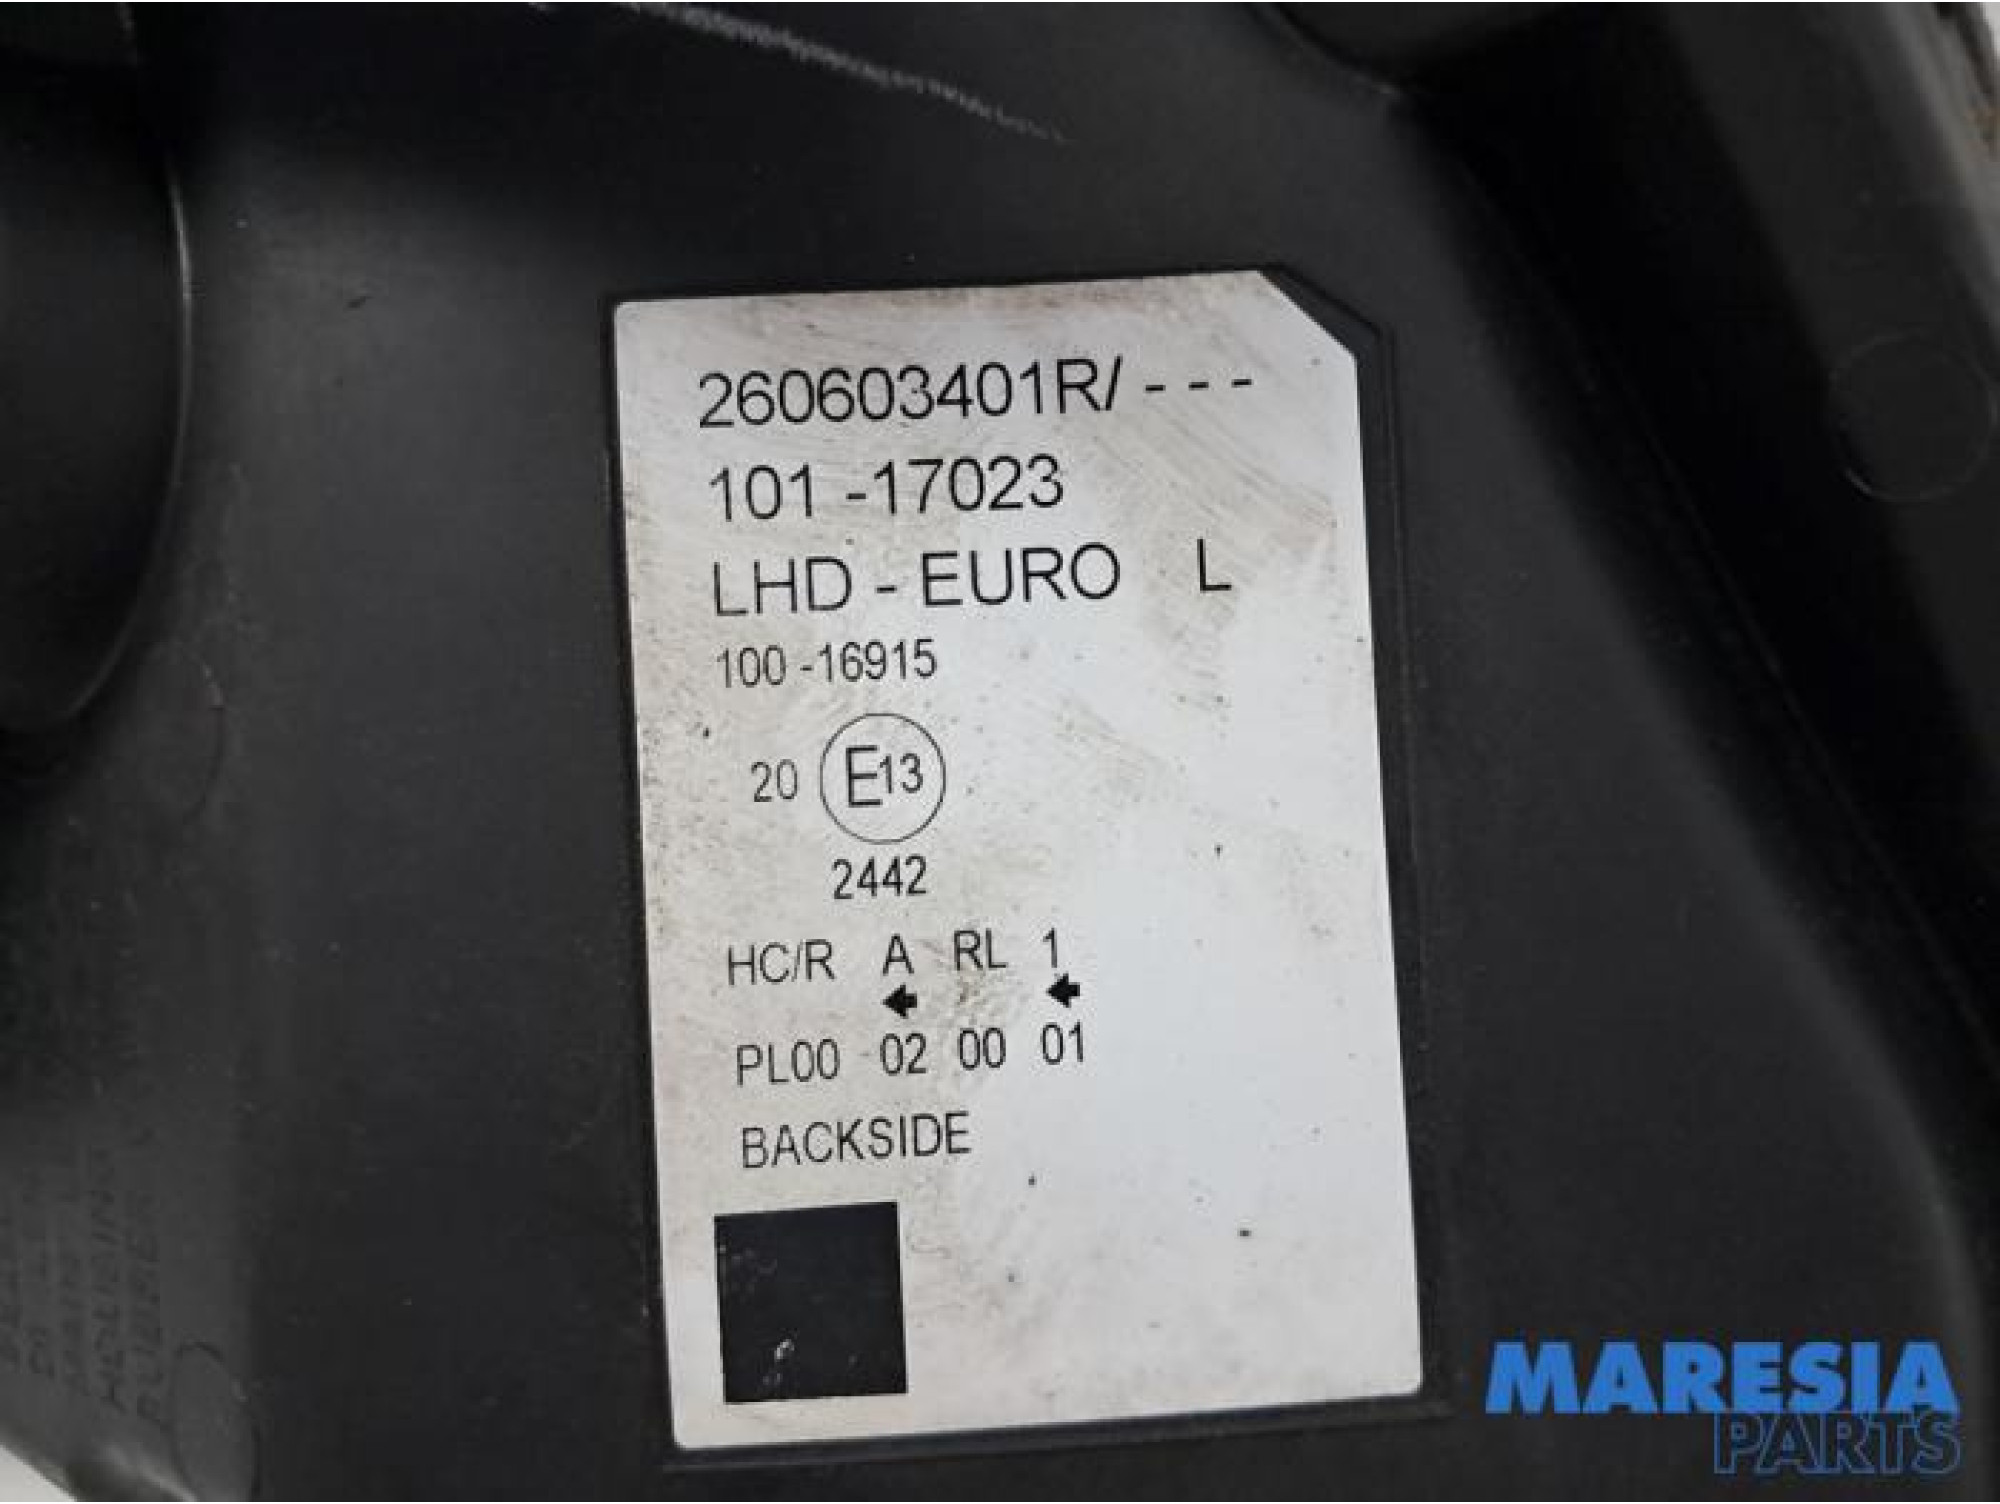 260603401R/ - - -
101 -17023
LHD - EURO L
100 -16915
20 E13
2442
HC/R A RL 1
PL00 02 00 01
BACKSIDE
MARESIA
PARTS